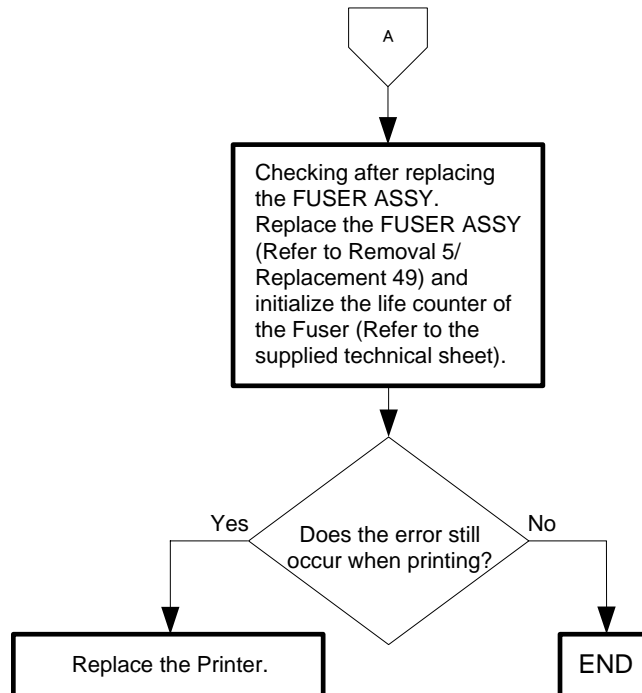 A
Checking after replacing
the FUSER ASSY.
Replace the FUSER ASSY
(Refer to Removal 5/
Replacement 49) and
initialize the life counter of
the Fuser (Refer to the
supplied technical sheet).
Does the error still
occur when printing?
Yes
No
Replace the Printer.
END